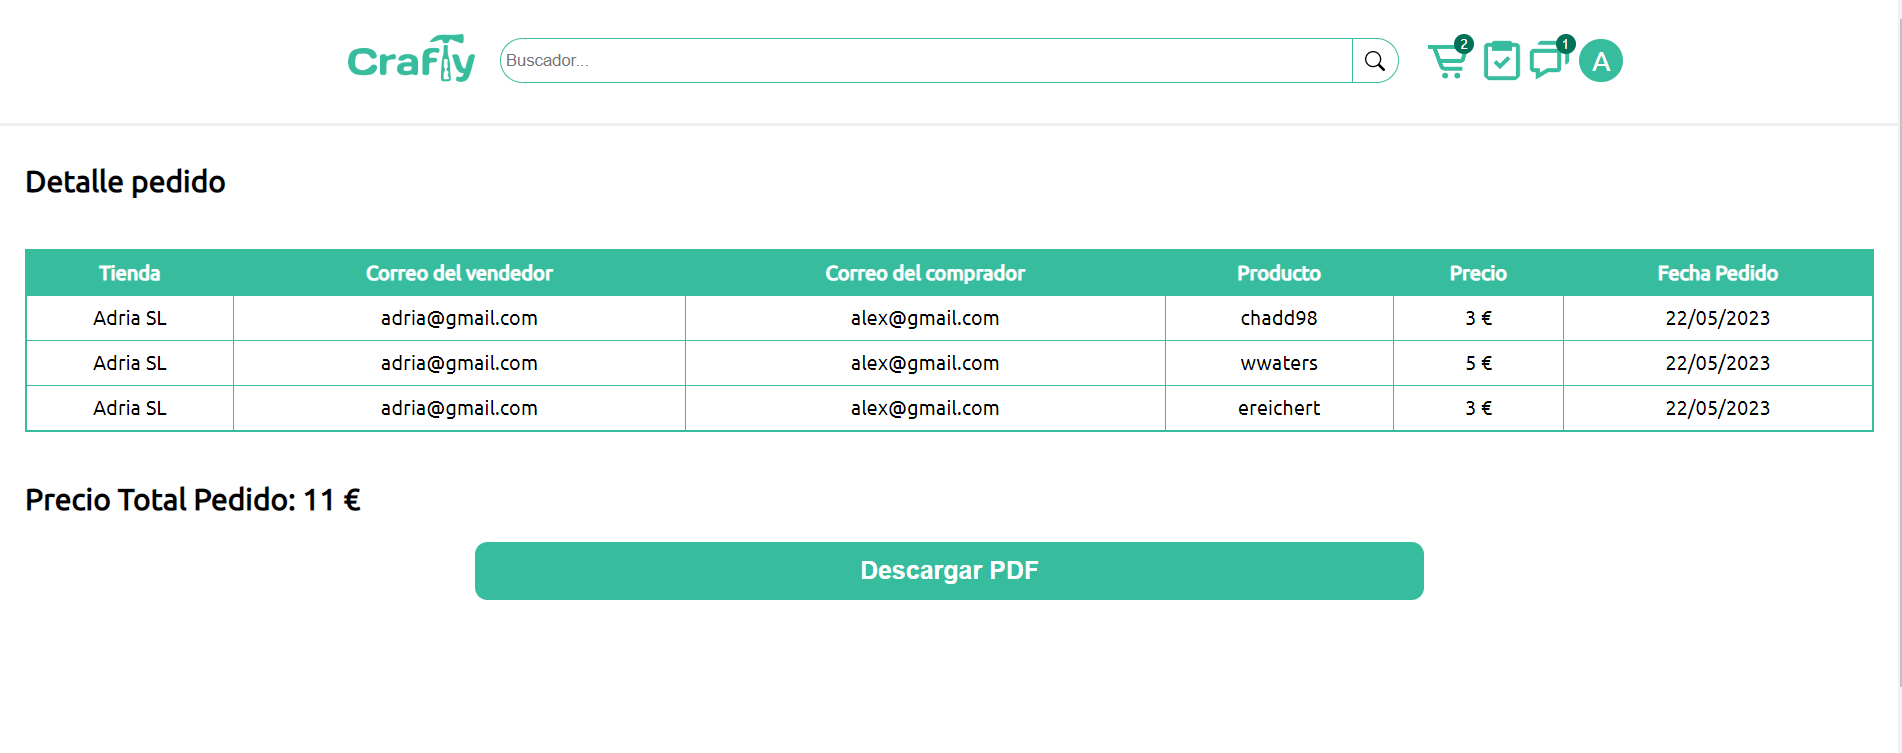 Crafty Buscador... 2 1 A
Detalle pedido
Tienda Correo del vendedor Correo del comprador Producto Precio Fecha Pedido
Adria SL adria@gmail.com alex@gmail.com chadd98 3 € 22/05/2023
Adria SL adria@gmail.com alex@gmail.com wwaters 5 € 22/05/2023
Adria SL adria@gmail.com alex@gmail.com ereichert 3 € 22/05/2023
Precio Total Pedido: 11 €
Descargar PDF